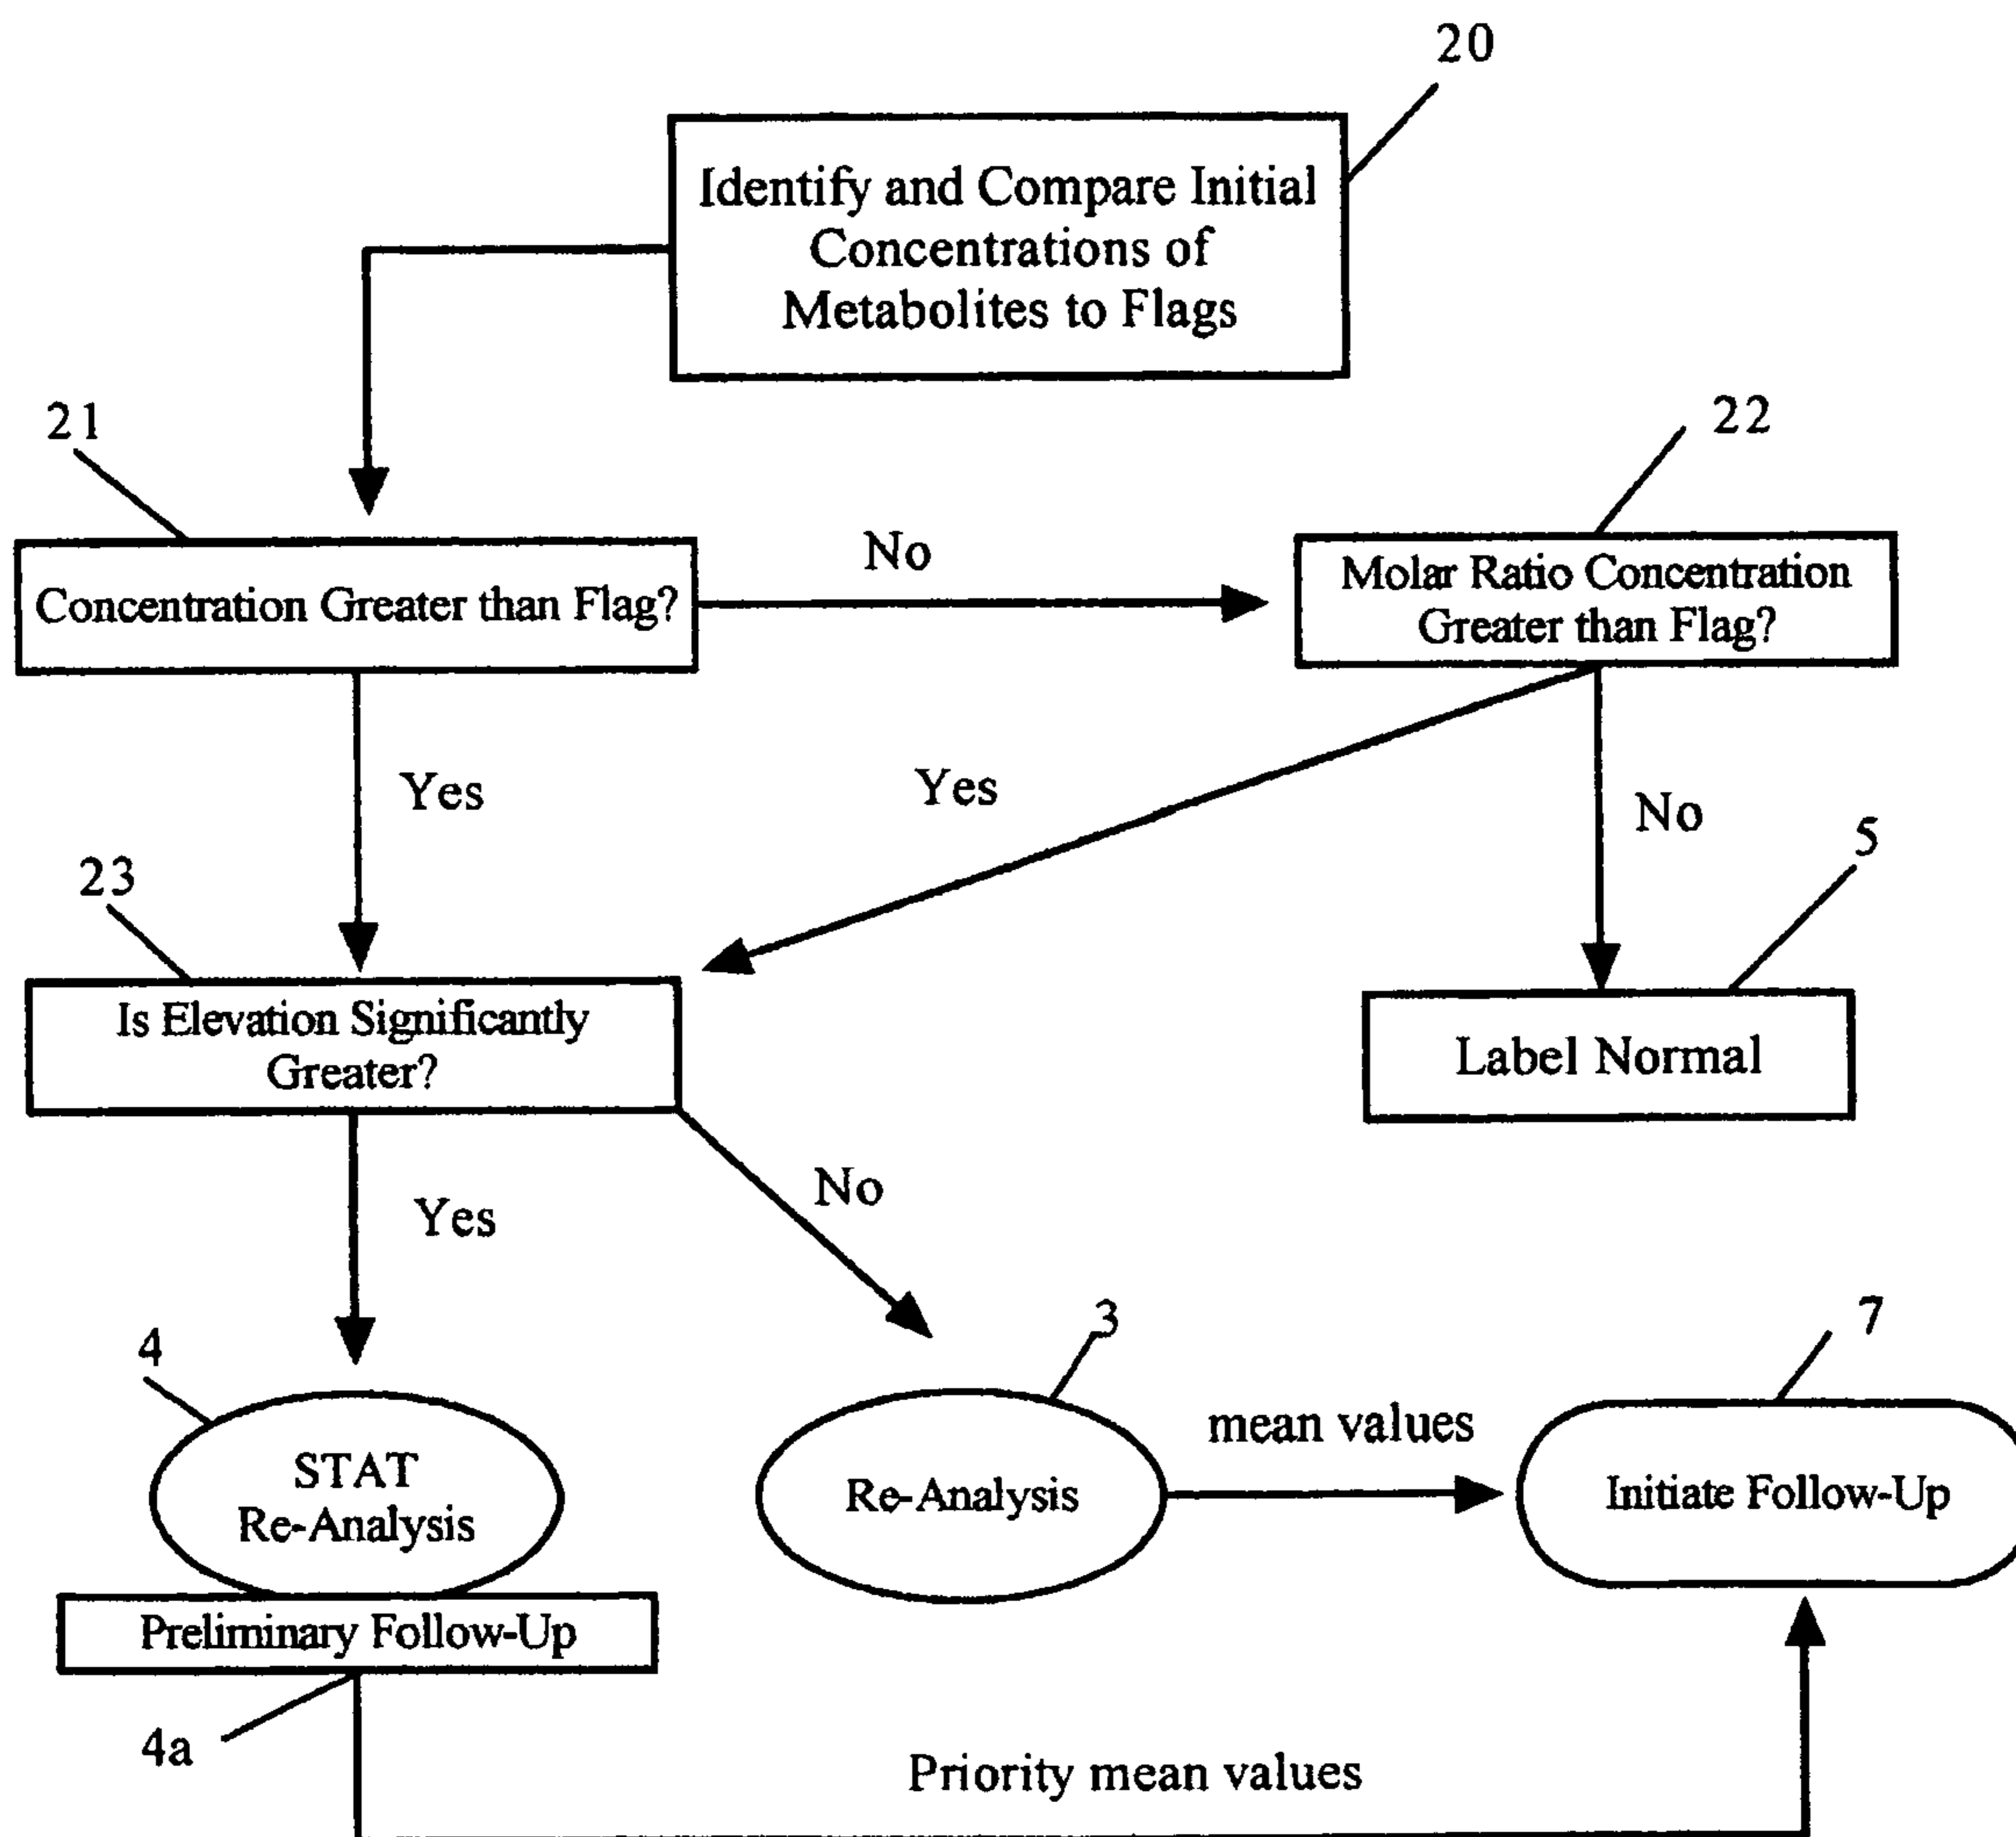 20
Identify and Compare Initial
Concentrations of
Metabolites to Flags
21
22
Concentration Greater than Flag?
No
Molar Ratio Concentration
Greater than Flag?
Yes
Yes
No
23
5
Is Elevation Significantly
Greater?
Label Normal
Yes
No
4
3
7
STAT
Re-Analysis
Re-Analysis
mean values
Initiate Follow-Up
Preliminary Follow-Up
4a
Priority mean values